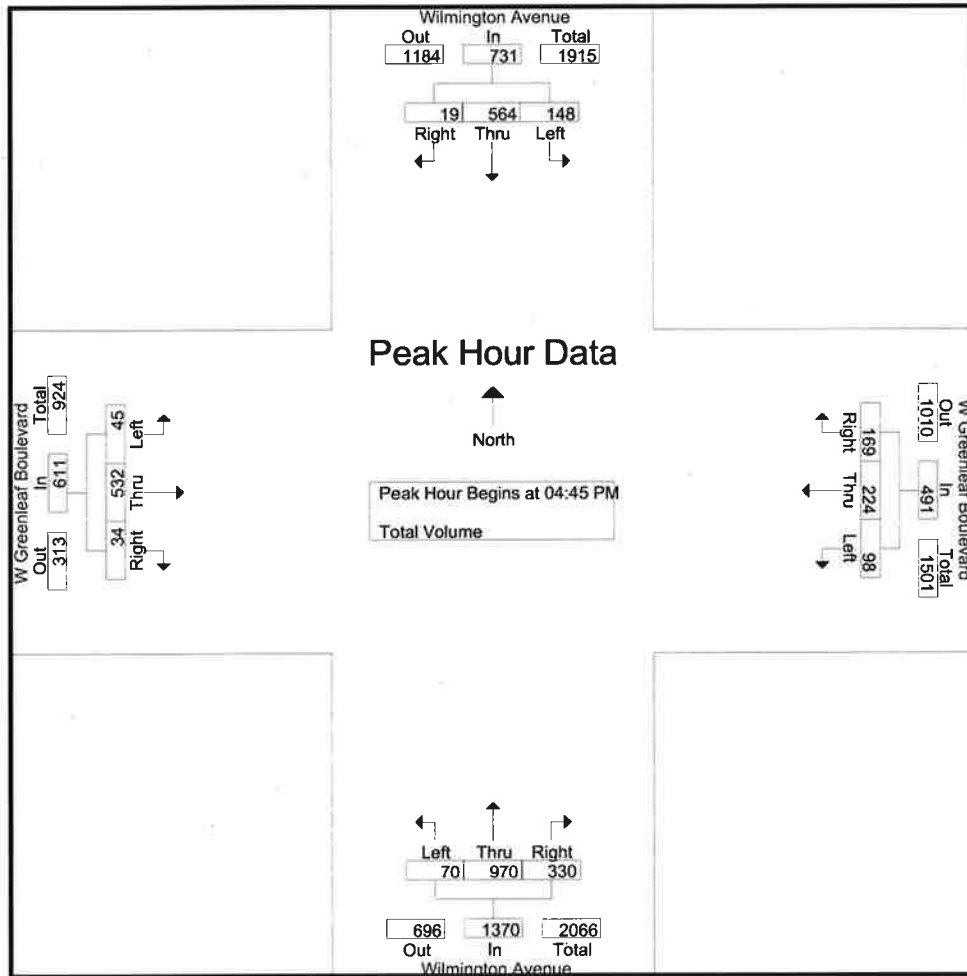 Wilmington Avenue
Out In Total
1184 731 1915
19 564 148
Right Thru Left
Peak Hour Data
North
Peak Hour Begins at 04:45 PM
Total Volume
W Greenleaf Boulevard
Total In Out
924 611 313
45 532 34
Left Thru Right
Right Thru Left
169 224 98
Out In Total
1010 491 1501
W Greenleaf Boulevard
Left Thru Right
70 970 330
696 1370 2066
Out In Total
Wilmington Avenue